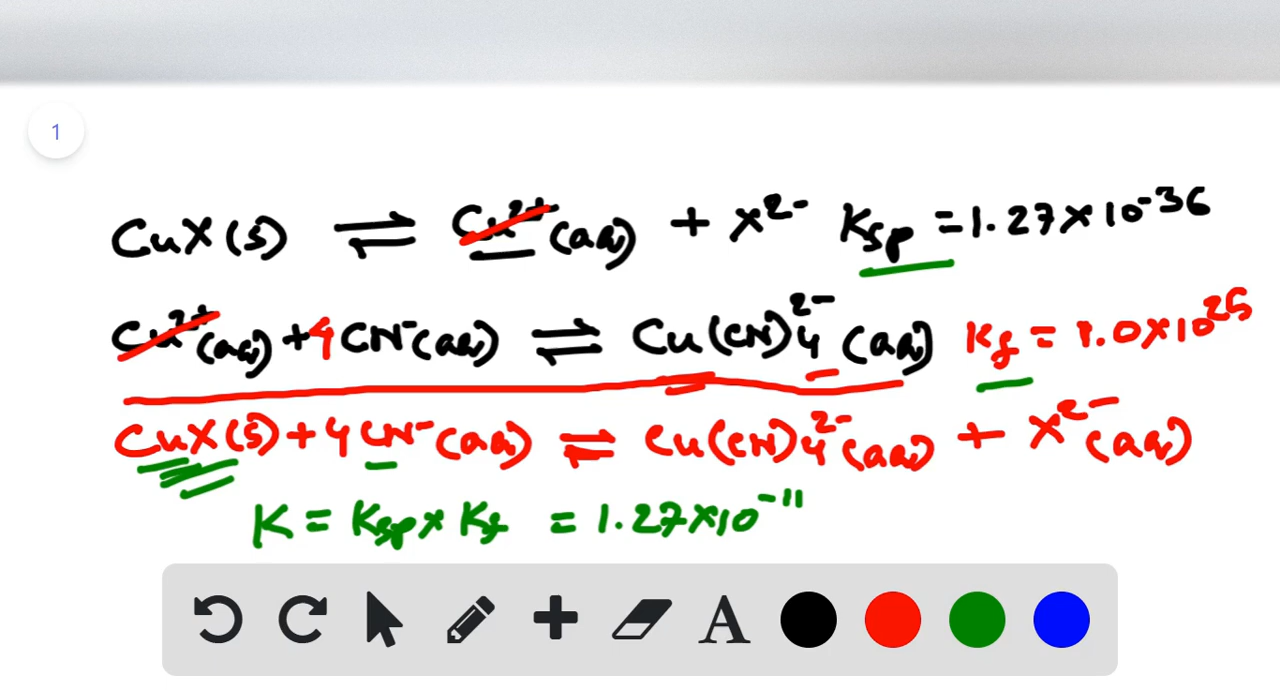 1
CuX(s) ⇌ Cu²⁺(aq) + X²⁻ Ksp = 1.27×10⁻³⁶
Cu²⁺(aq) + 4CN⁻(aq) ⇌ Cu(CN)₄²⁻(aq) Kf = 1.0×10²⁵
CuX(s) + 4CN⁻(aq) ⇌ Cu(CN)₄²⁻(aq) + X²⁻(aq)
K = Ksp × Kf = 1.27×10⁻¹¹
A